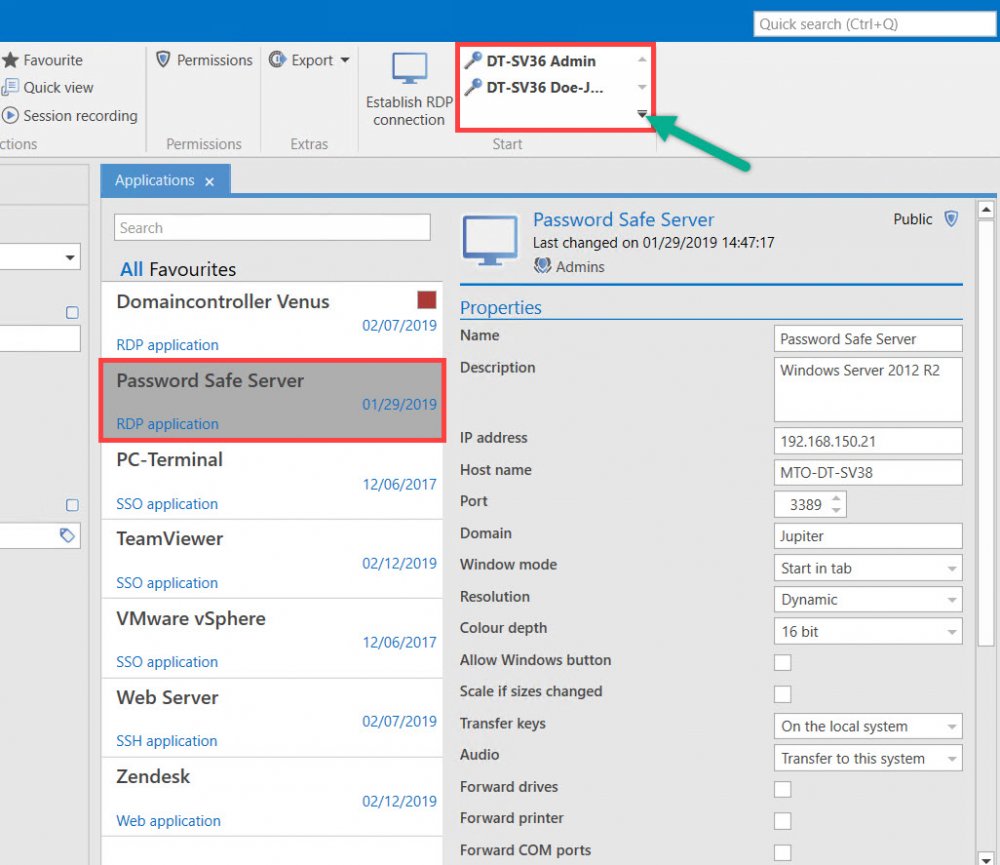 Quick search (Ctrl+Q)
Favourite
Quick view
Session recording
ctions
Permissions
Permissions
Export
Extras
Establish RDP
connection
DT-SV36 Admin
DT-SV36 Doe-J...
Start
Applications ×
Search
All Favourites
Domaincontroller Venus
02/07/2019
RDP application
Password Safe Server
01/29/2019
RDP application
PC-Terminal
12/06/2017
SSO application
TeamViewer
02/12/2019
SSO application
VMware vSphere
12/06/2017
SSO application
Web Server
02/07/2019
SSH application
Zendesk
02/12/2019
Web application
Password Safe Server
Public
Last changed on 01/29/2019 14:47:17
Admins
Properties
Name Password Safe Server
Description Windows Server 2012 R2
IP address 192.168.150.21
Host name MTO-DT-SV38
Port 3389
Domain Jupiter
Window mode Start in tab
Resolution Dynamic
Colour depth 16 bit
Allow Windows button
Scale if sizes changed
Transfer keys On the local system
Audio Transfer to this system
Forward drives
Forward printer
Forward COM ports